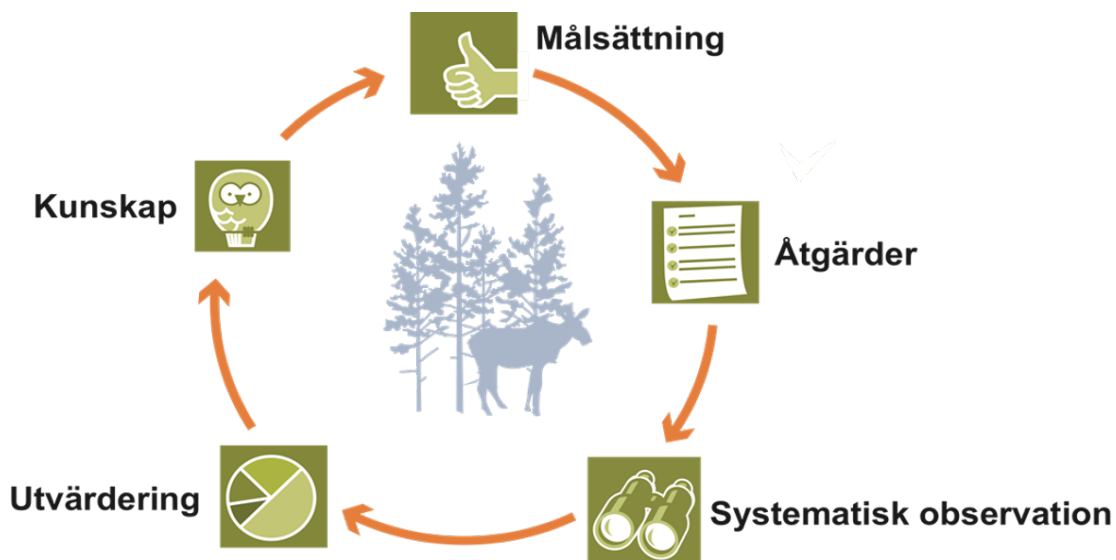 Målsättning
Åtgärder
Systematisk observation
Utvärdering
Kunskap